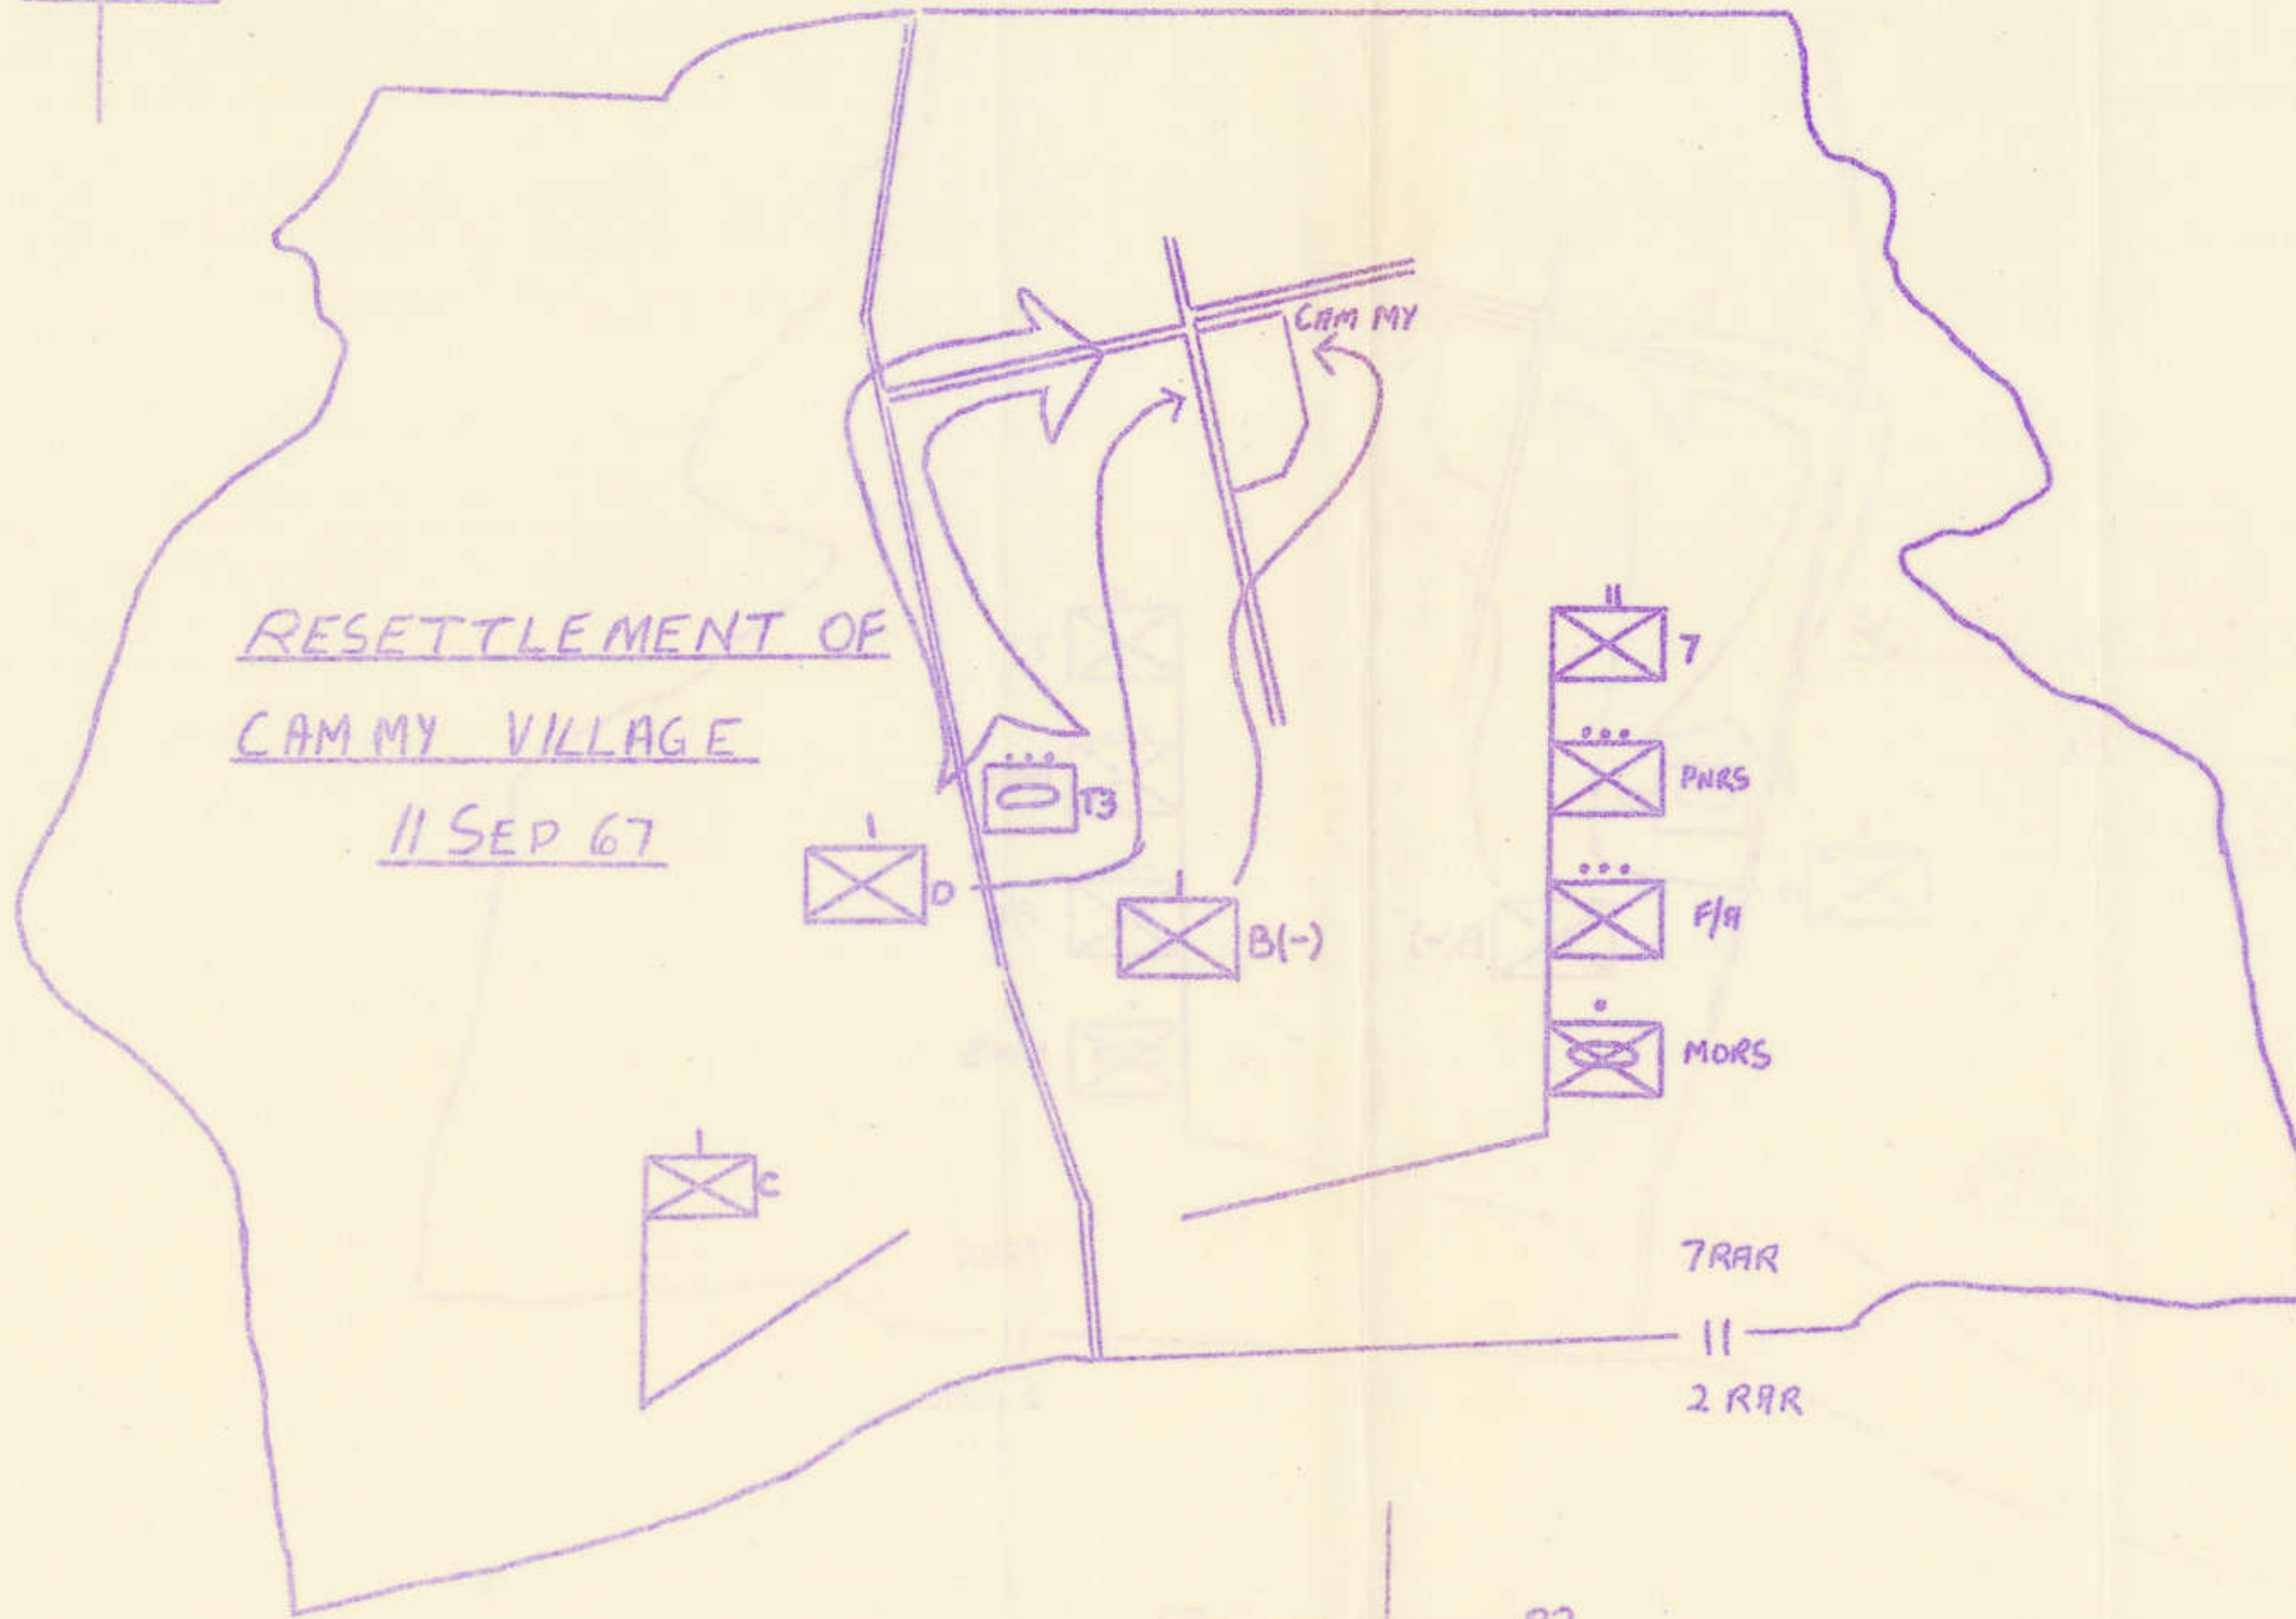 CAM MY
RESETTLEMENT OF
CAM MY VILLAGE
11 SEP 67
7
PNRS
T3
D
F/A
B(-)
MORS
C
7RAR
2 RAR